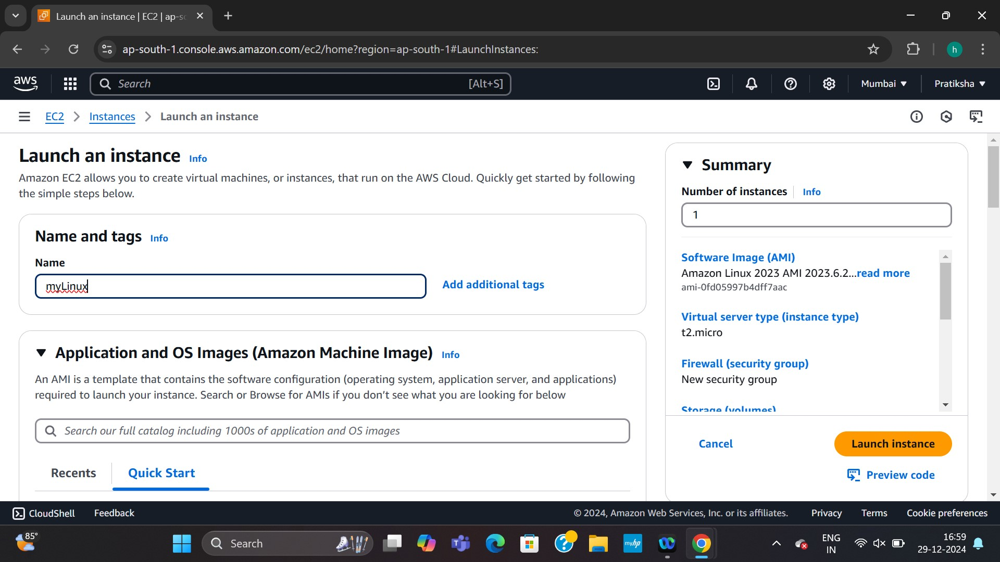 Launch an instance | EC2 | ap-sc
ap-south-1.console.aws.amazon.com/ec2/home?region=ap-south-1#LaunchInstances:
h
aws
Search
[Alt+S]
Mumbai
Pratiksha
EC2
Instances
Launch an instance
Launch an instance Info
Amazon EC2 allows you to create virtual machines, or instances, that run on the AWS Cloud. Quickly get started by following
the simple steps below.
Name and tags Info
Name
myLinux
Add additional tags
Application and OS Images (Amazon Machine Image) Info
An AMI is a template that contains the software configuration (operating system, application server, and applications)
required to launch your instance. Search or Browse for AMIs if you don’t see what you are looking for below
Search our full catalog including 1000s of application and OS images
Recents
Quick Start
Summary
Number of instances Info
1
Software Image (AMI)
Amazon Linux 2023 AMI 2023.6.2...read more
ami-0fd05997b4dff7aac
Virtual server type (instance type)
t2.micro
Firewall (security group)
New security group
Storage (volumes)
Cancel
Launch instance
Preview code
CloudShell
Feedback
© 2024, Amazon Web Services, Inc. or its affiliates.
Privacy
Terms
Cookie preferences
85°
Search
myhp
ENG
IN
16:59
29-12-2024